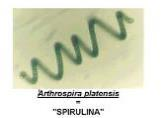 Arthrospira platensis
=
"SPIRULINA"